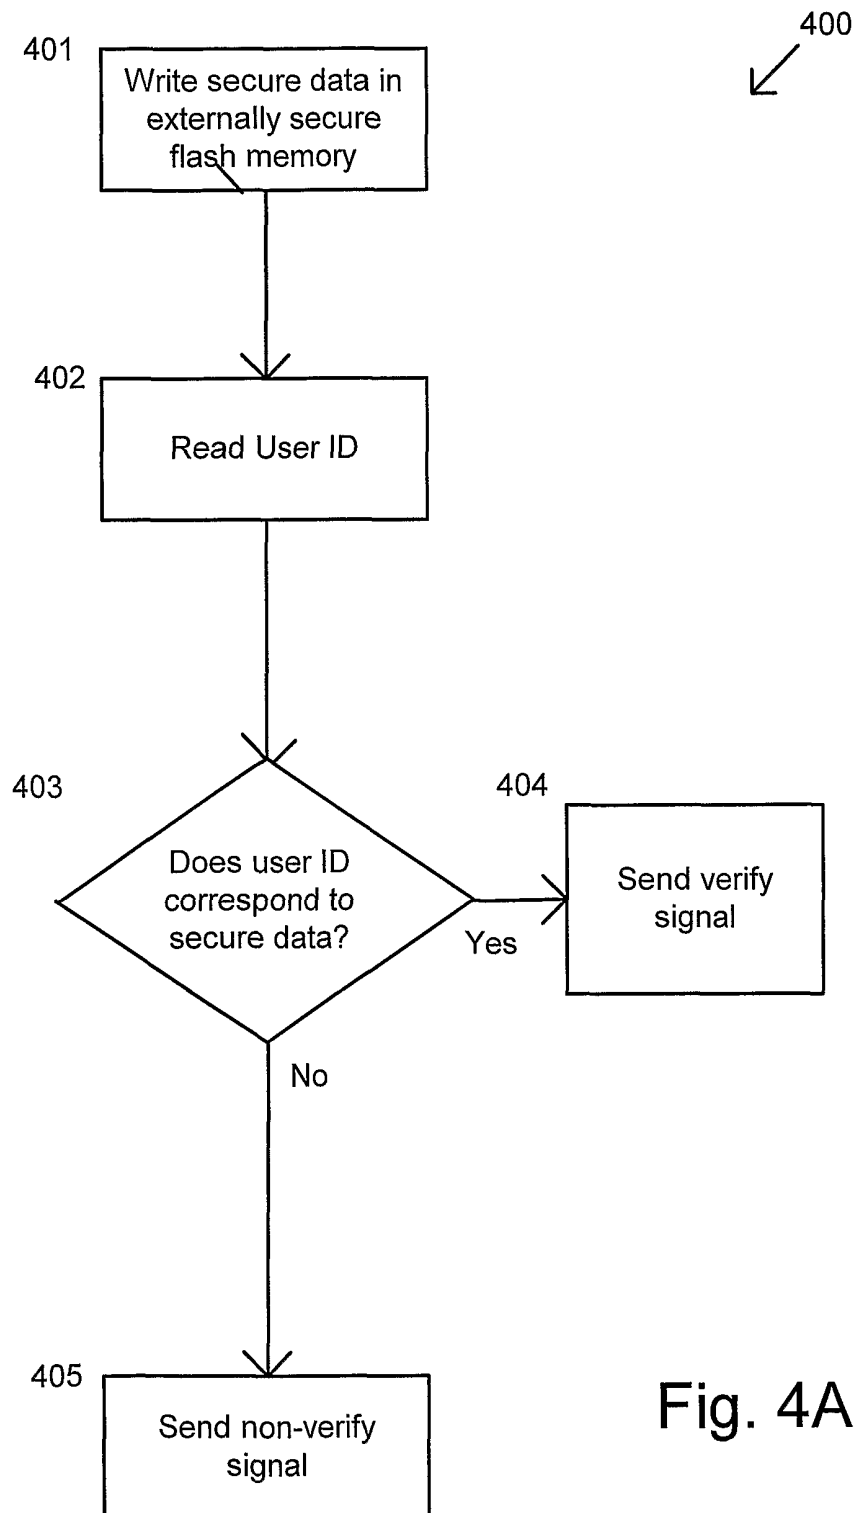 400
401
Write secure data in
externally secure
flash memory
402
Read User ID
403
Does user ID
correspond to
secure data?
Yes
404
Send verify
signal
No
405
Send non-verify
signal
Fig. 4A